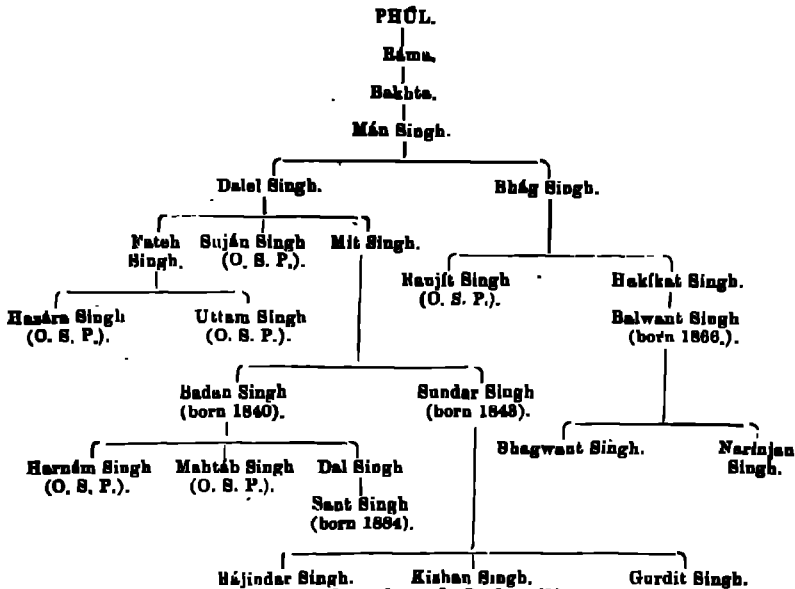 PHÚL.
Ráma.
Bakhta.
Mán Singh.
Dalel Singh. Bhág Singh.
Fateh Singh. Suján Singh (O. S. P.). Mit Singh.
Ranjít Singh (O. S. P.). Hakíkat Singh.
Hazára Singh (O. S. P.). Uttam Singh (O. S. P.). Balwant Singh (born 1866.).
Badan Singh (born 1840). Sundar Singh (born 1843).
Bhagwant Singh. Narinjan Singh.
Harnám Singh (O. S. P.). Mahtáb Singh (O. S. P.). Dal Singh
Sant Singh (born 1884).
Rájindar Singh. Kishan Singh. Gurdit Singh.